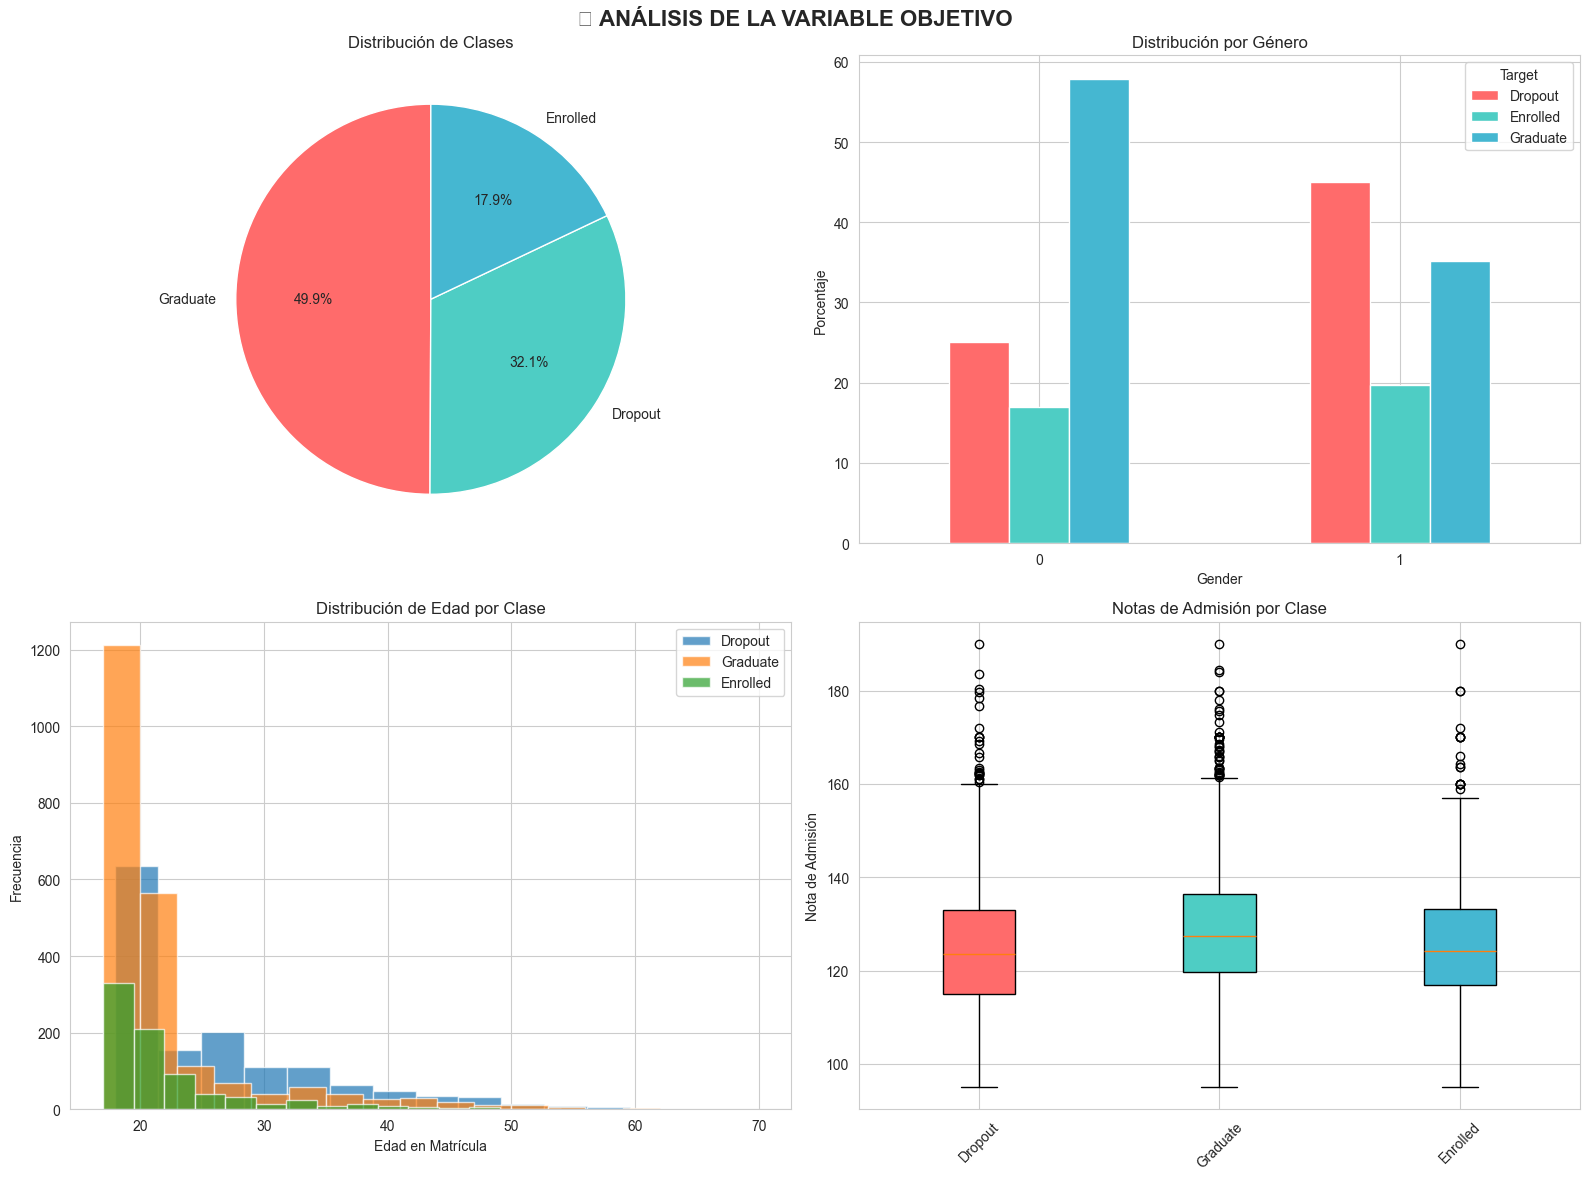 ANÁLISIS DE LA VARIABLE OBJETIVO
Distribución de Clases
Enrolled
17.9%
Graduate
49.9%
32.1%
Dropout
Distribución por Género
Target
Dropout
Enrolled
Graduate
Porcentaje
60
50
40
30
20
10
0
0
1
Gender
Distribución de Edad por Clase
Dropout
Graduate
Enrolled
Frecuencia
1200
1000
800
600
400
200
0
20
30
40
50
60
70
Edad en Matrícula
Notas de Admisión por Clase
Nota de Admisión
180
160
140
120
100
Dropout
Graduate
Enrolled